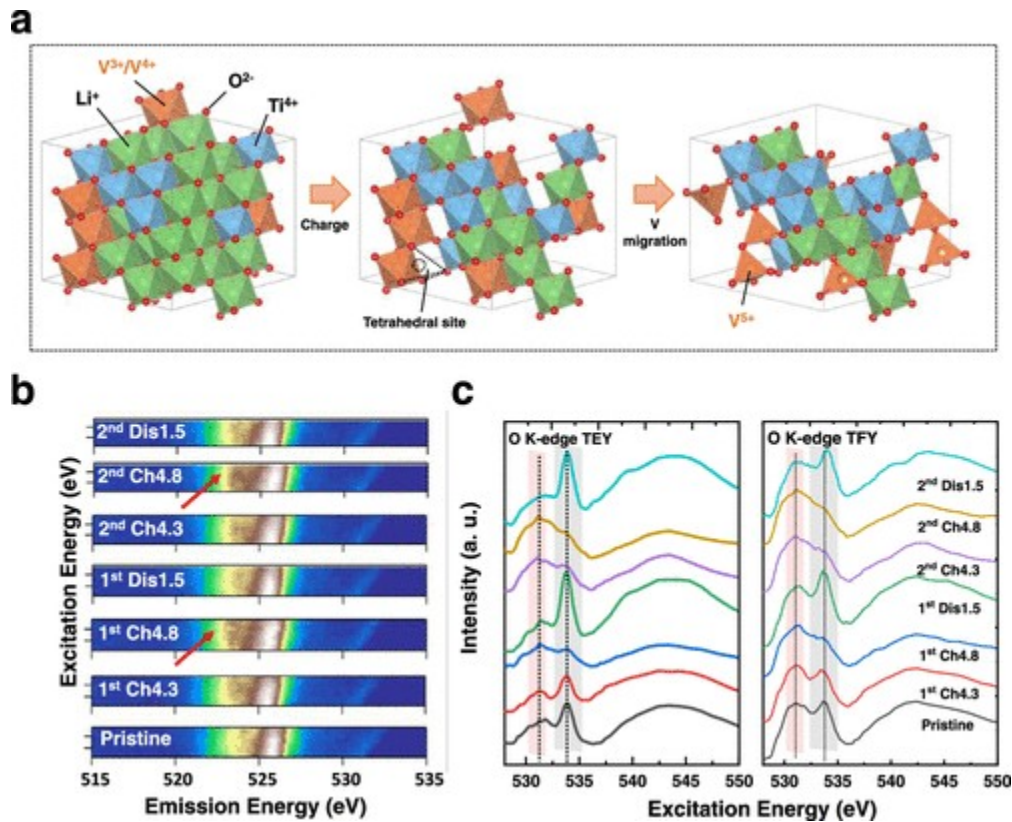 a
V³⁺/V⁴⁺
O²⁻
Li⁺
Ti⁴⁺
Charge
V
migration
Tetrahedral site
V⁵⁺
b
Excitation Energy (eV)
2ⁿᵈ Dis1.5
2ⁿᵈ Ch4.8
2ⁿᵈ Ch4.3
1ˢᵗ Dis1.5
1ˢᵗ Ch4.8
1ˢᵗ Ch4.3
Pristine
515 520 525 530 535
Emission Energy (eV)
c
Intensity (a. u.)
O K-edge TEY
O K-edge TFY
2ⁿᵈ Dis1.5
2ⁿᵈ Ch4.8
2ⁿᵈ Ch4.3
1ˢᵗ Dis1.5
1ˢᵗ Ch4.8
1ˢᵗ Ch4.3
Pristine
530 535 540 545 550 530 535 540 545 550
Excitation Energy (eV)